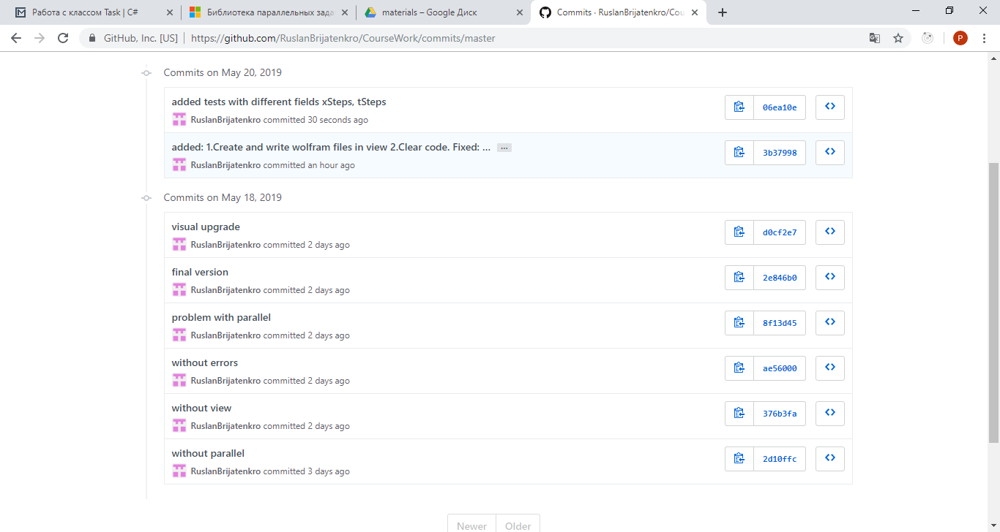 Работа с классом Task | C#
Библиотека параллельных зада
materials – Google Диск
Commits · RuslanBrijatenkro/Cou
GitHub, Inc. [US] https://github.com/RuslanBrijatenkro/CourseWork/commits/master
P
Commits on May 20, 2019
added tests with different fields xSteps, tSteps
RuslanBrijatenkro committed 30 seconds ago
06ea10e
added: 1.Create and write wolfram files in view 2.Clear code. Fixed: ... ...
RuslanBrijatenkro committed an hour ago
3b37998
Commits on May 18, 2019
visual upgrade
RuslanBrijatenkro committed 2 days ago
d0cf2e7
final version
RuslanBrijatenkro committed 2 days ago
2e846b0
problem with parallel
RuslanBrijatenkro committed 2 days ago
8f13d45
without errors
RuslanBrijatenkro committed 2 days ago
ae56000
without view
RuslanBrijatenkro committed 2 days ago
376b3fa
without parallel
RuslanBrijatenkro committed 3 days ago
2d10ffc
Newer Older